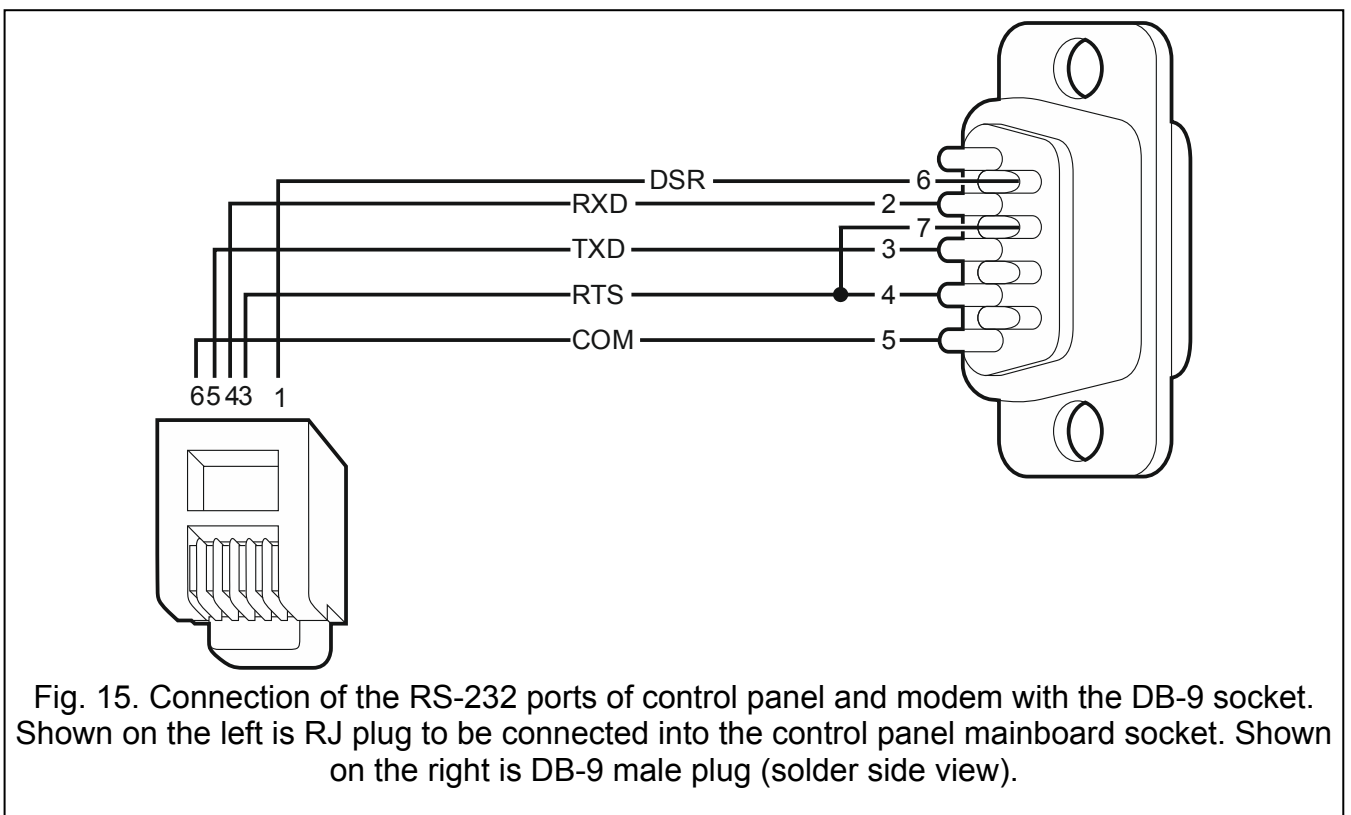 DSR 6
RXD 2
7
TXD 3
RTS 4
COM 5
6543 1
Fig. 15. Connection of the RS-232 ports of control panel and modem with the DB-9 socket.
Shown on the left is RJ plug to be connected into the control panel mainboard socket. Shown
on the right is DB-9 male plug (solder side view).